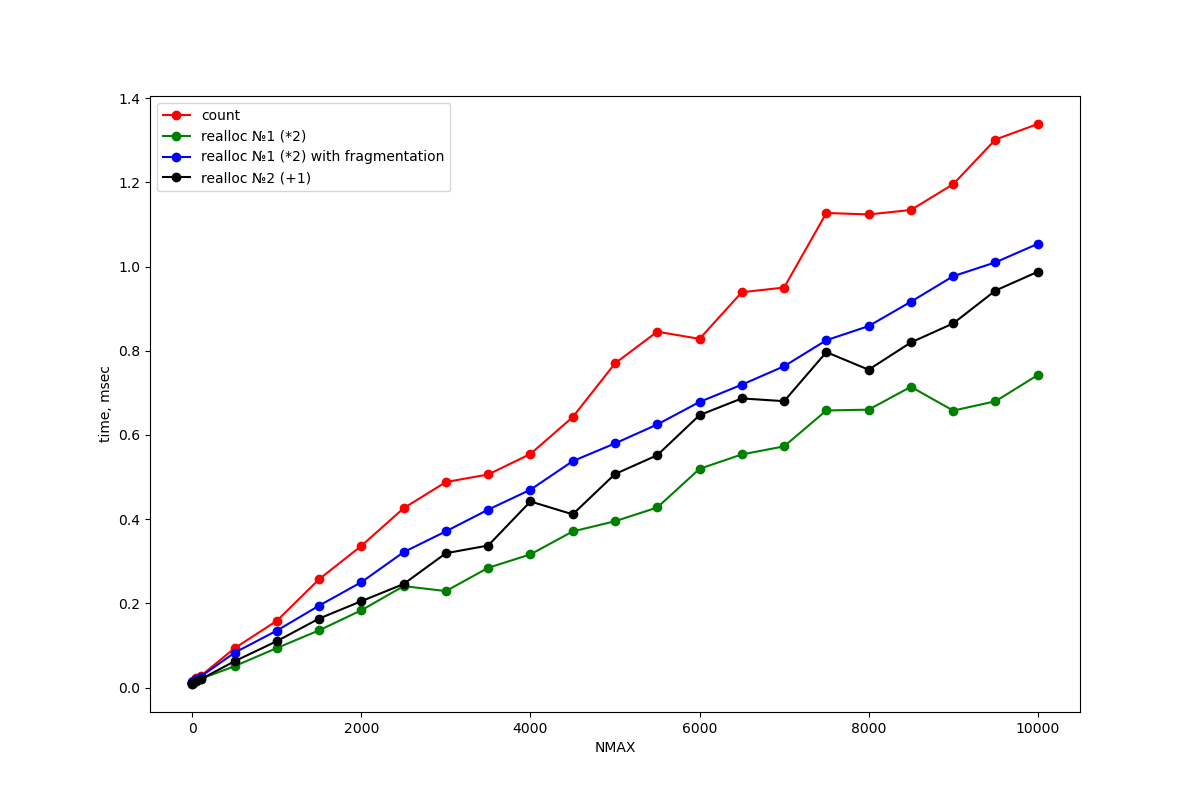 count
realloc №1 (*2)
realloc №1 (*2) with fragmentation
realloc №2 (+1)
1.4
1.2
1.0
0.8
0.6
0.4
0.2
0.0
time, msec
0 2000 4000 6000 8000 10000
NMAX